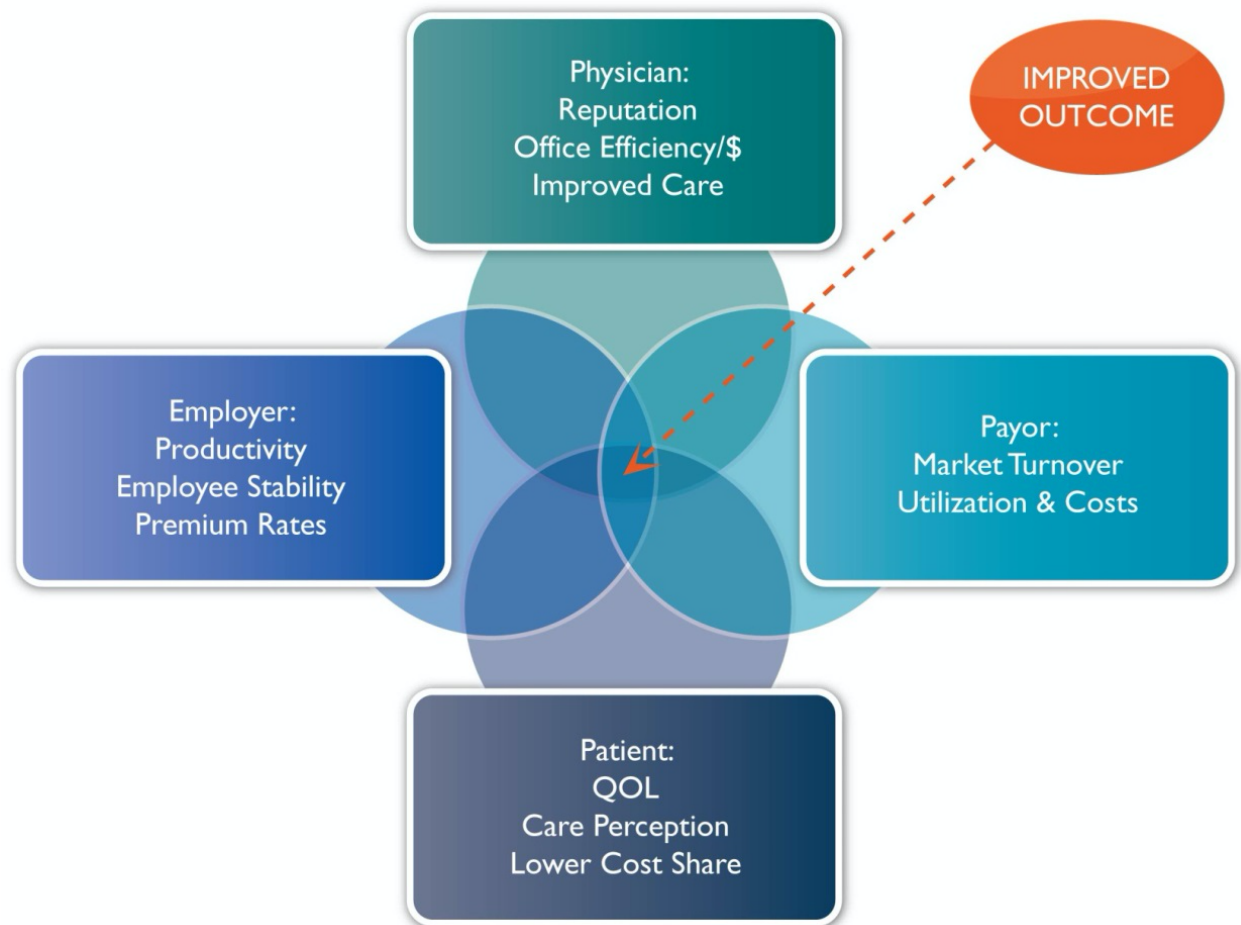 Physician:
Reputation
Office Efficiency/$
Improved Care
IMPROVED
OUTCOME
Employer:
Productivity
Employee Stability
Premium Rates
Payor:
Market Turnover
Utilization & Costs
Patient:
QOL
Care Perception
Lower Cost Share